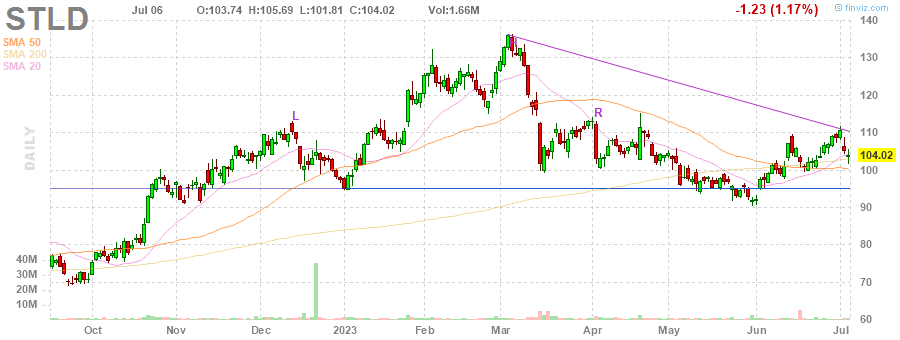 STLD
Jul 06 O:103.74 H:105.69 L:101.81 C:104.02 Vol:1.66M -1.23 (1.17%)
© finviz.com
SMA 50
SMA 200
SMA 20
DAILY
L
R
140
130
120
110
104.02
100
90
80
70
60
40M
30M
20M
10M
Oct Nov Dec 2023 Feb Mar Apr May Jun Jul